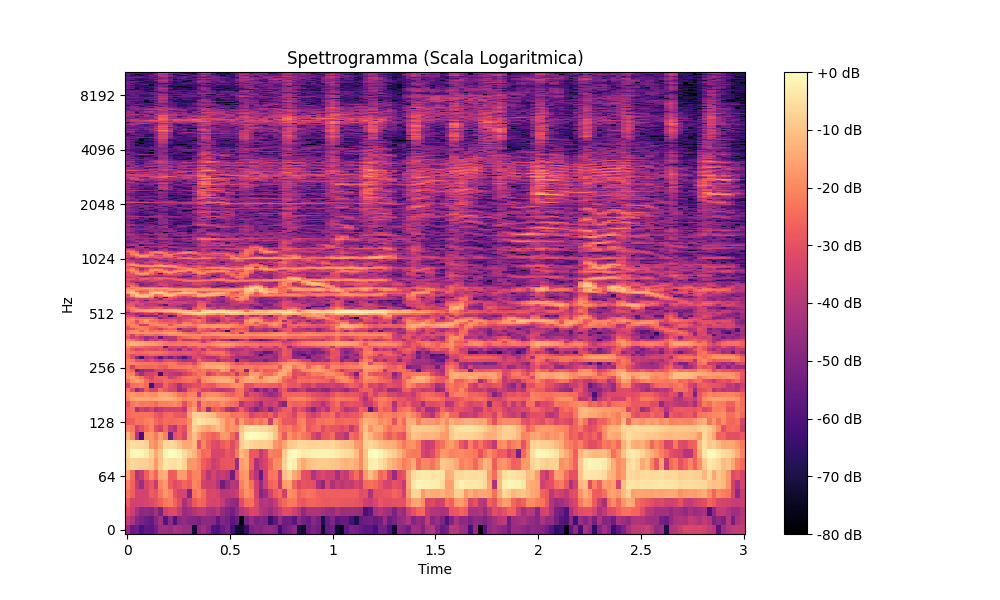 Spettrogramma (Scala Logaritmica)
Hz
8192
4096
2048
1024
512
256
128
64
0
0 0.5 1 1.5 2 2.5 3
Time
+0 dB
-10 dB
-20 dB
-30 dB
-40 dB
-50 dB
-60 dB
-70 dB
-80 dB